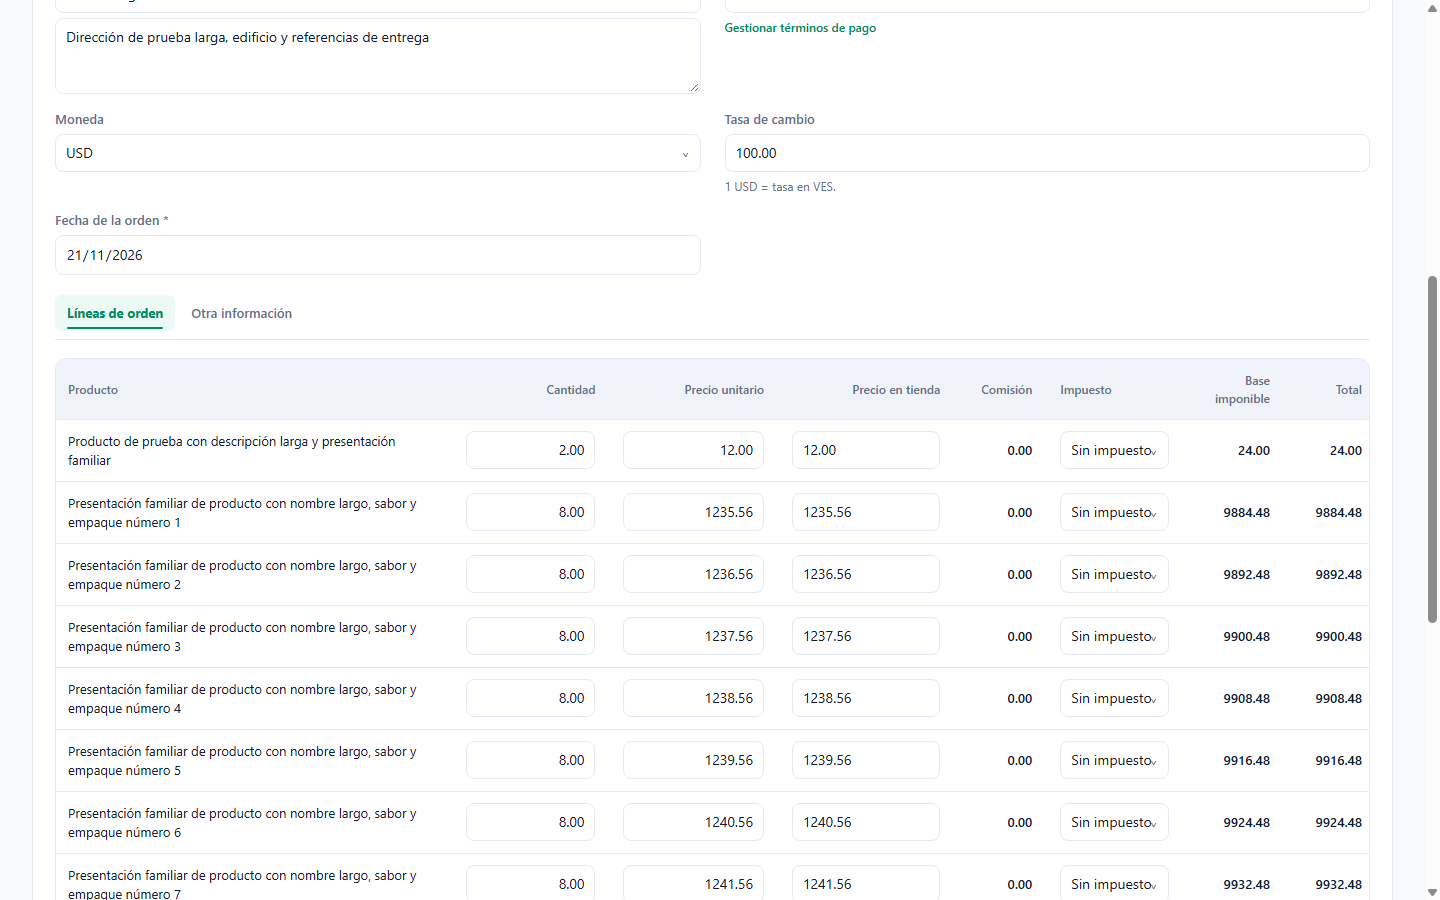 Dirección de prueba larga, edificio y referencias de entrega
Gestionar términos de pago
Moneda
Tasa de cambio
USD
100.00
1 USD = tasa en VES.
Fecha de la orden *
21/11/2026
Líneas de orden Otra información
Producto Cantidad Precio unitario Precio en tienda Comisión Impuesto Base imponible Total
Producto de prueba con descripción larga y presentación
familiar
2.00 12.00 12.00 0.00 Sin impuesto 24.00 24.00
Presentación familiar de producto con nombre largo, sabor y
empaque número 1
8.00 1235.56 1235.56 0.00 Sin impuesto 9884.48 9884.48
Presentación familiar de producto con nombre largo, sabor y
empaque número 2
8.00 1236.56 1236.56 0.00 Sin impuesto 9892.48 9892.48
Presentación familiar de producto con nombre largo, sabor y
empaque número 3
8.00 1237.56 1237.56 0.00 Sin impuesto 9900.48 9900.48
Presentación familiar de producto con nombre largo, sabor y
empaque número 4
8.00 1238.56 1238.56 0.00 Sin impuesto 9908.48 9908.48
Presentación familiar de producto con nombre largo, sabor y
empaque número 5
8.00 1239.56 1239.56 0.00 Sin impuesto 9916.48 9916.48
Presentación familiar de producto con nombre largo, sabor y
empaque número 6
8.00 1240.56 1240.56 0.00 Sin impuesto 9924.48 9924.48
Presentación familiar de producto con nombre largo, sabor y
empaque número 7
8.00 1241.56 1241.56 0.00 Sin impuesto 9932.48 9932.48